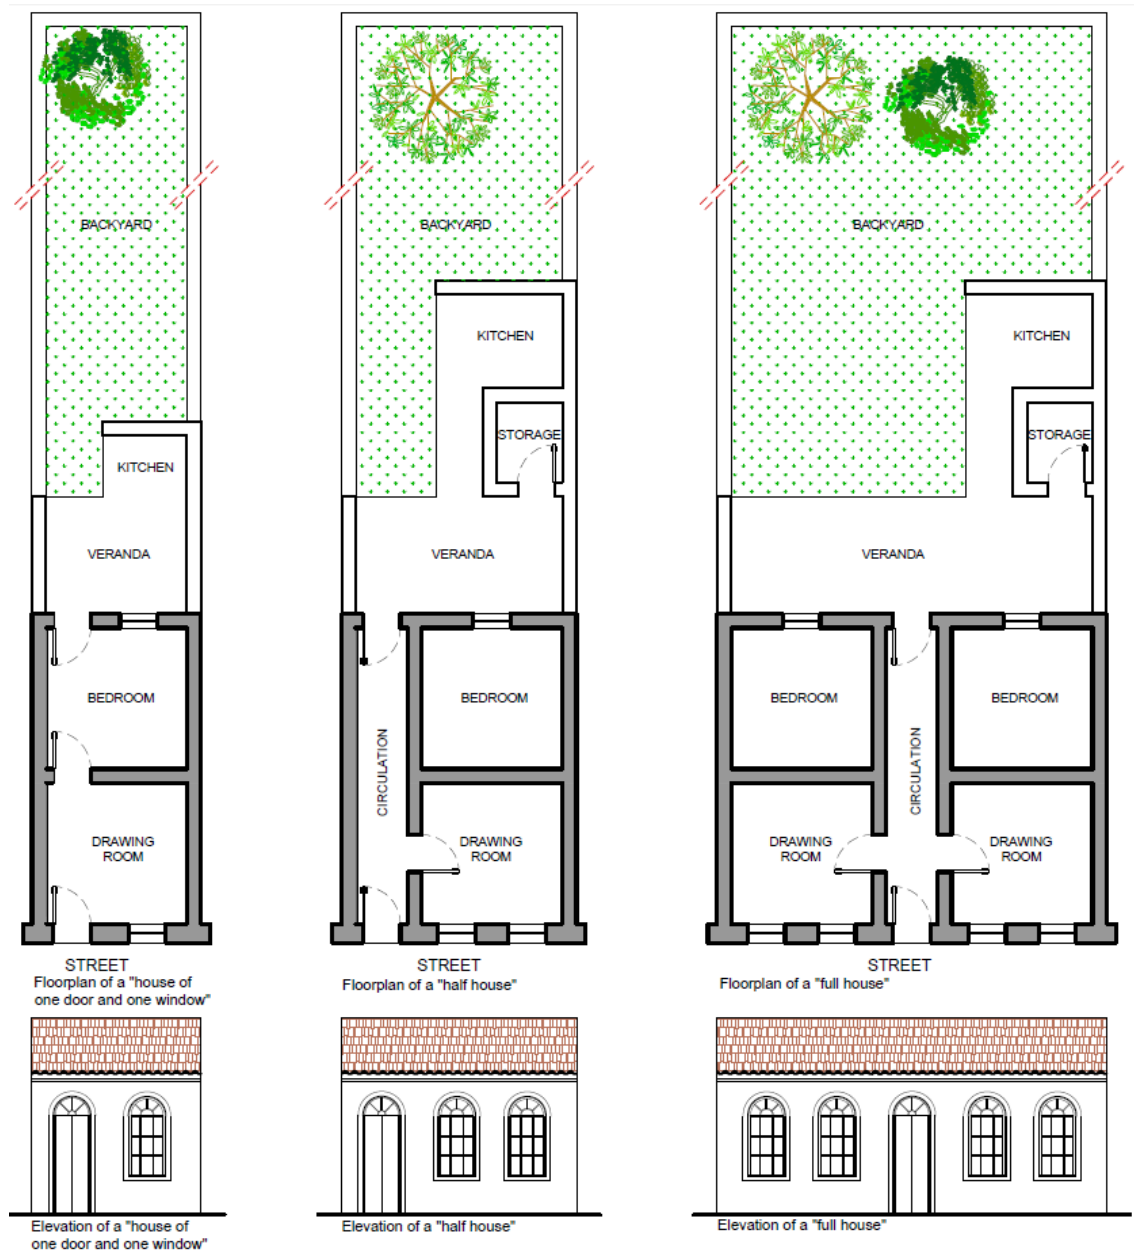 BACKYARD
KITCHEN
VERANDA
BEDROOM
DRAWING
ROOM
STREET
Floorplan of a "house of
one door and one window"
BACKYARD
KITCHEN
STORAGE
VERANDA
BEDROOM
CIRCULATION
DRAWING
ROOM
STREET
Floorplan of a "half house"
BACKYARD
KITCHEN
STORAGE
VERANDA
BEDROOM
BEDROOM
CIRCULATION
DRAWING
ROOM
DRAWING
ROOM
STREET
Floorplan of a "full house"
Elevation of a "house of
one door and one window"
Elevation of a "half house"
Elevation of a "full house"